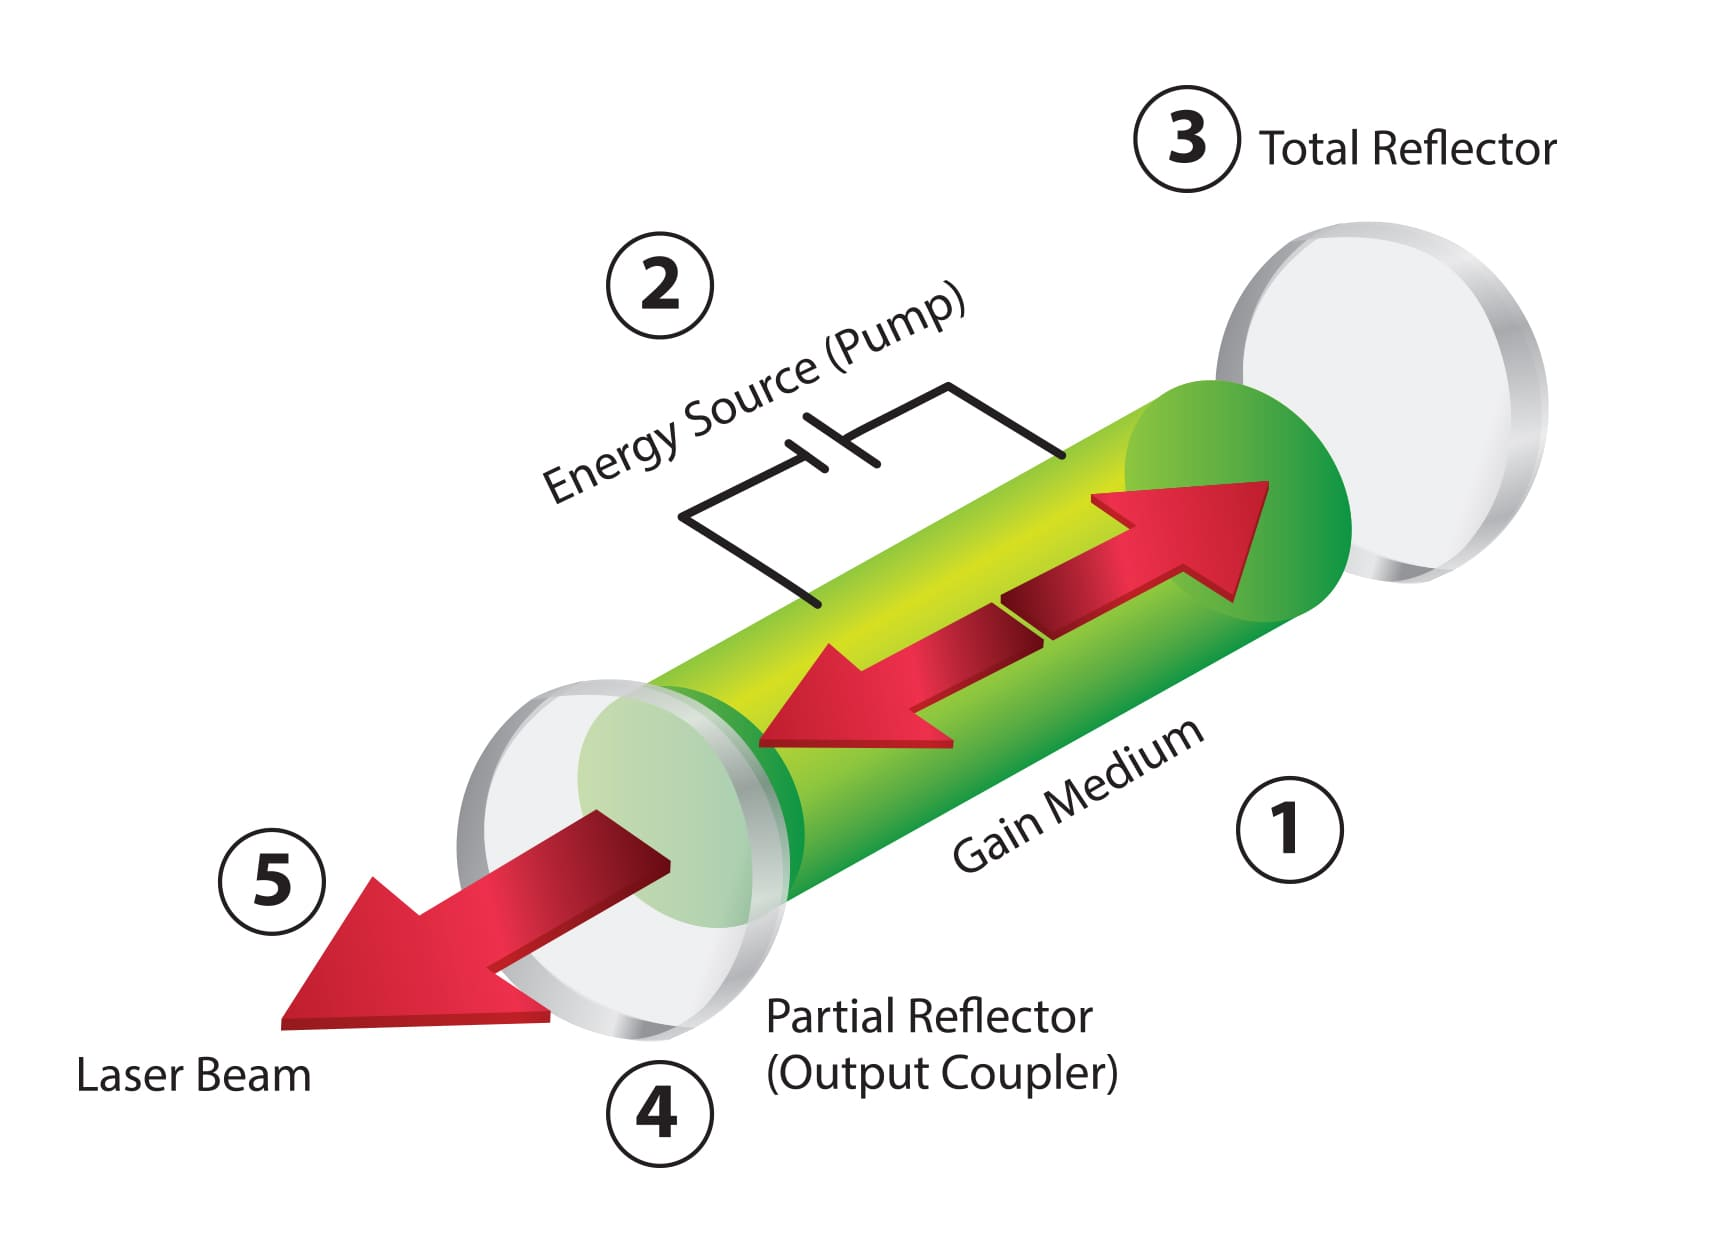 3
Total Reflector
2
Energy Source (Pump)
Gain Medium
1
5
Laser Beam
Partial Reflector
(Output Coupler)
4